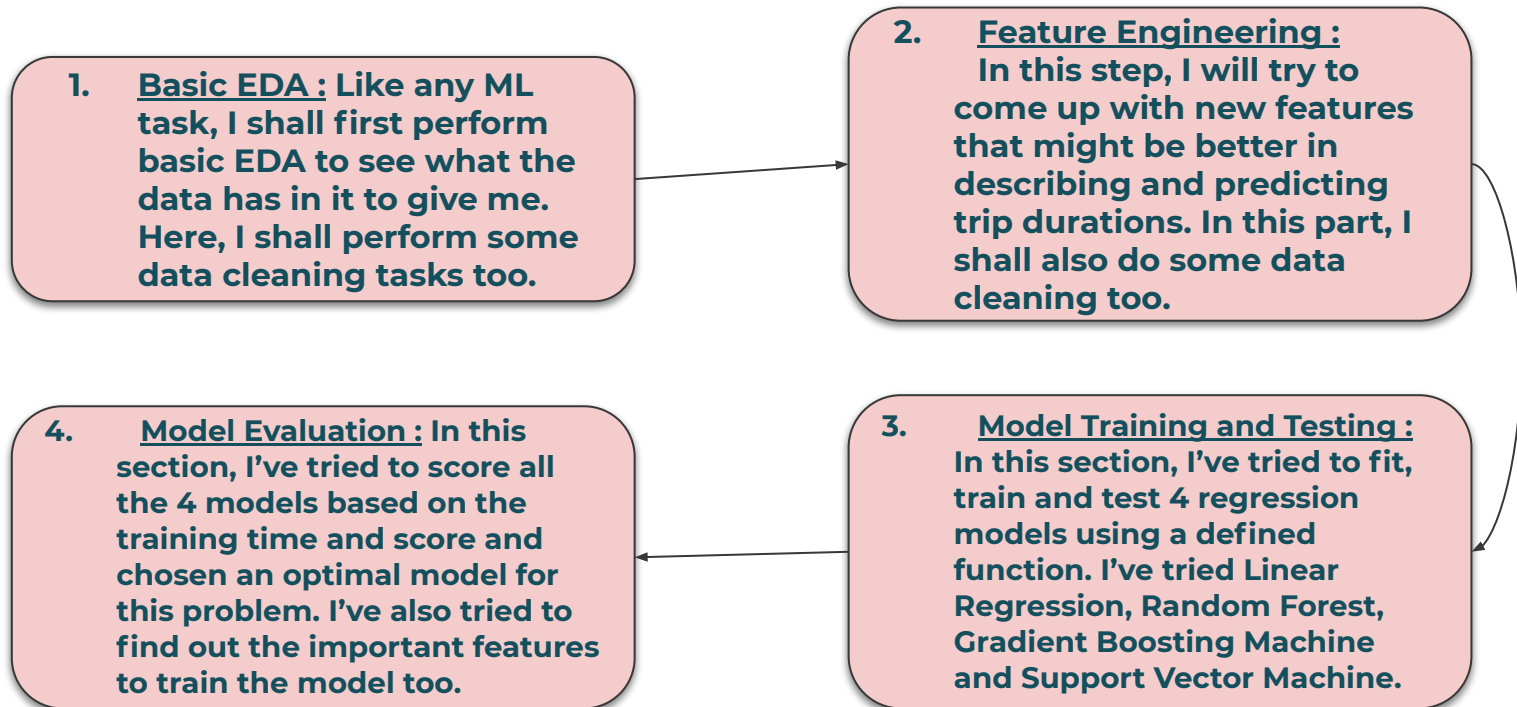 1. Basic EDA : Like any ML
task, I shall first perform
basic EDA to see what the
data has in it to give me.
Here, I shall perform some
data cleaning tasks too.
2. Feature Engineering :
In this step, I will try to
come up with new features
that might be better in
describing and predicting
trip durations. In this part, I
shall also do some data
cleaning too.
3. Model Training and Testing :
In this section, I’ve tried to fit,
train and test 4 regression
models using a defined
function. I’ve tried Linear
Regression, Random Forest,
Gradient Boosting Machine
and Support Vector Machine.
4. Model Evaluation : In this
section, I’ve tried to score all
the 4 models based on the
training time and score and
chosen an optimal model for
this problem. I’ve also tried to
find out the important features
to train the model too.